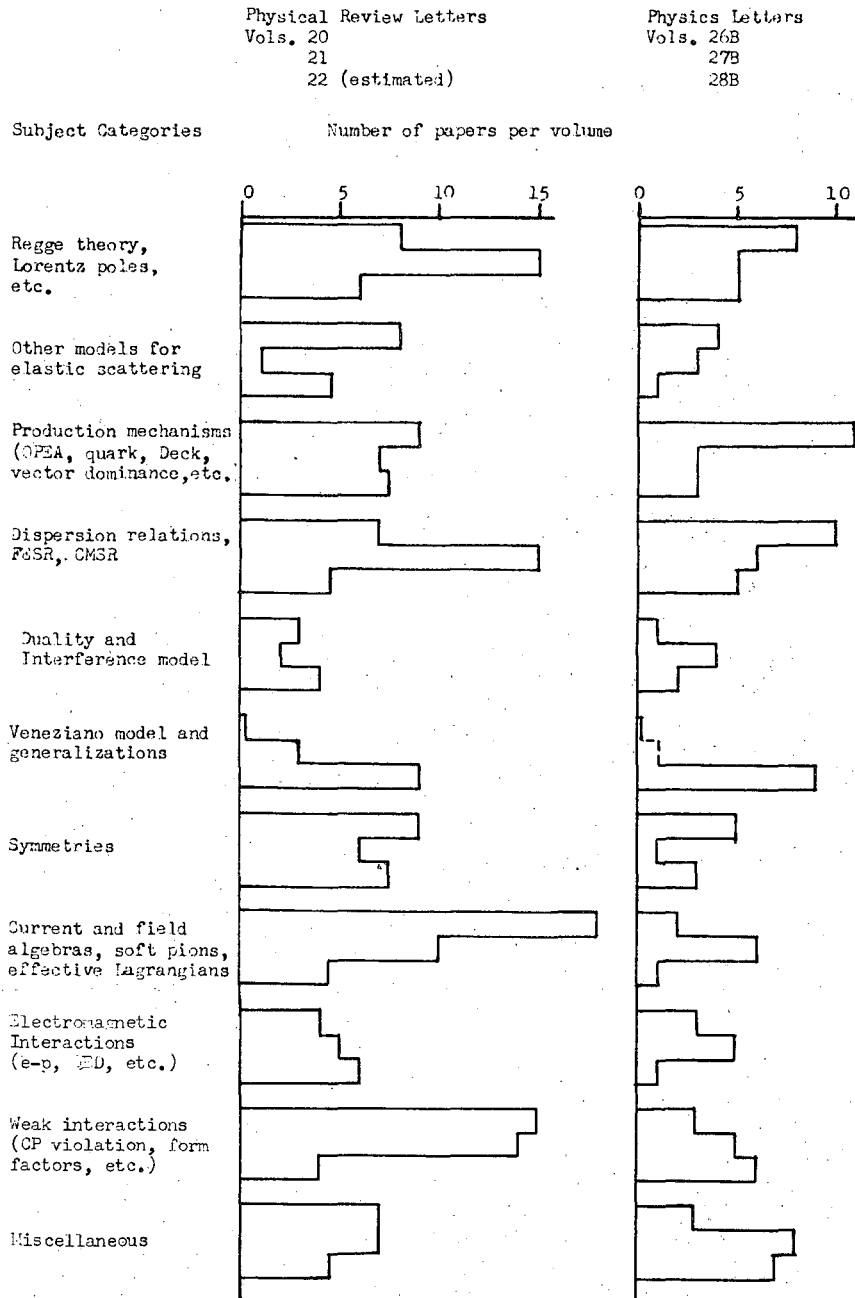 Physical Review Letters
Vols. 20
21
22 (estimated)
Physics Letters
Vols. 26B
27B
28B
Subject Categories
Number of papers per volume
0 5 10 15
0 5 10
Regge theory,
Lorentz poles,
etc.
Other models for
elastic scattering
Production mechanisms
(OPEA, quark, Deck,
vector dominance,etc.
Dispersion relations,
FESR, CMSR
Duality and
Interference model
Veneziano model and
generalizations
Symmetries
Current and field
algebras, soft pions,
effective Lagrangians
Electromagnetic
Interactions
(e-p, QED, etc.)
Weak interactions
(CP violation, form
factors, etc.)
Miscellaneous